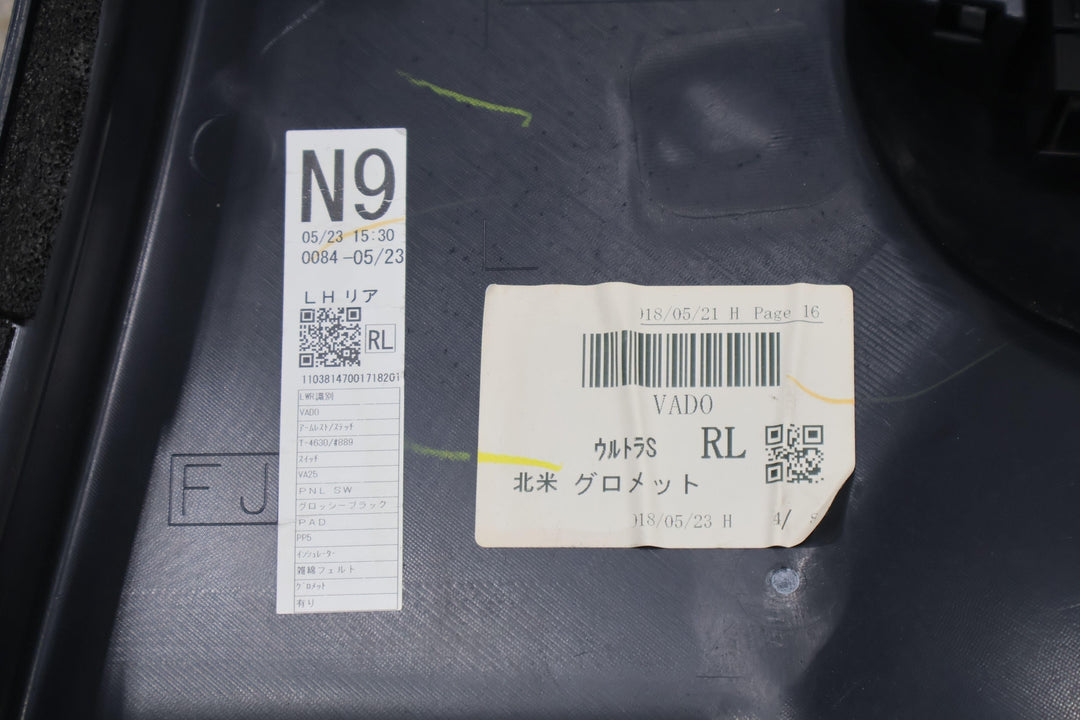 N9
05/23 15:30
0084-05/23
LHリア
RL
110381470017182G1
LWR識別
VADO
アームレスト/ステッチ
T-4630/#889
スイッチ
VA25
PNL SW
グロッシーブラック
PAD
PP5
インシュレーター
雑綿フェルト
グロメット
有り
FJ
018/05/21 H Page 16
VADO
ウルトラS RL
北米 グロメット
018/05/23 H 4/